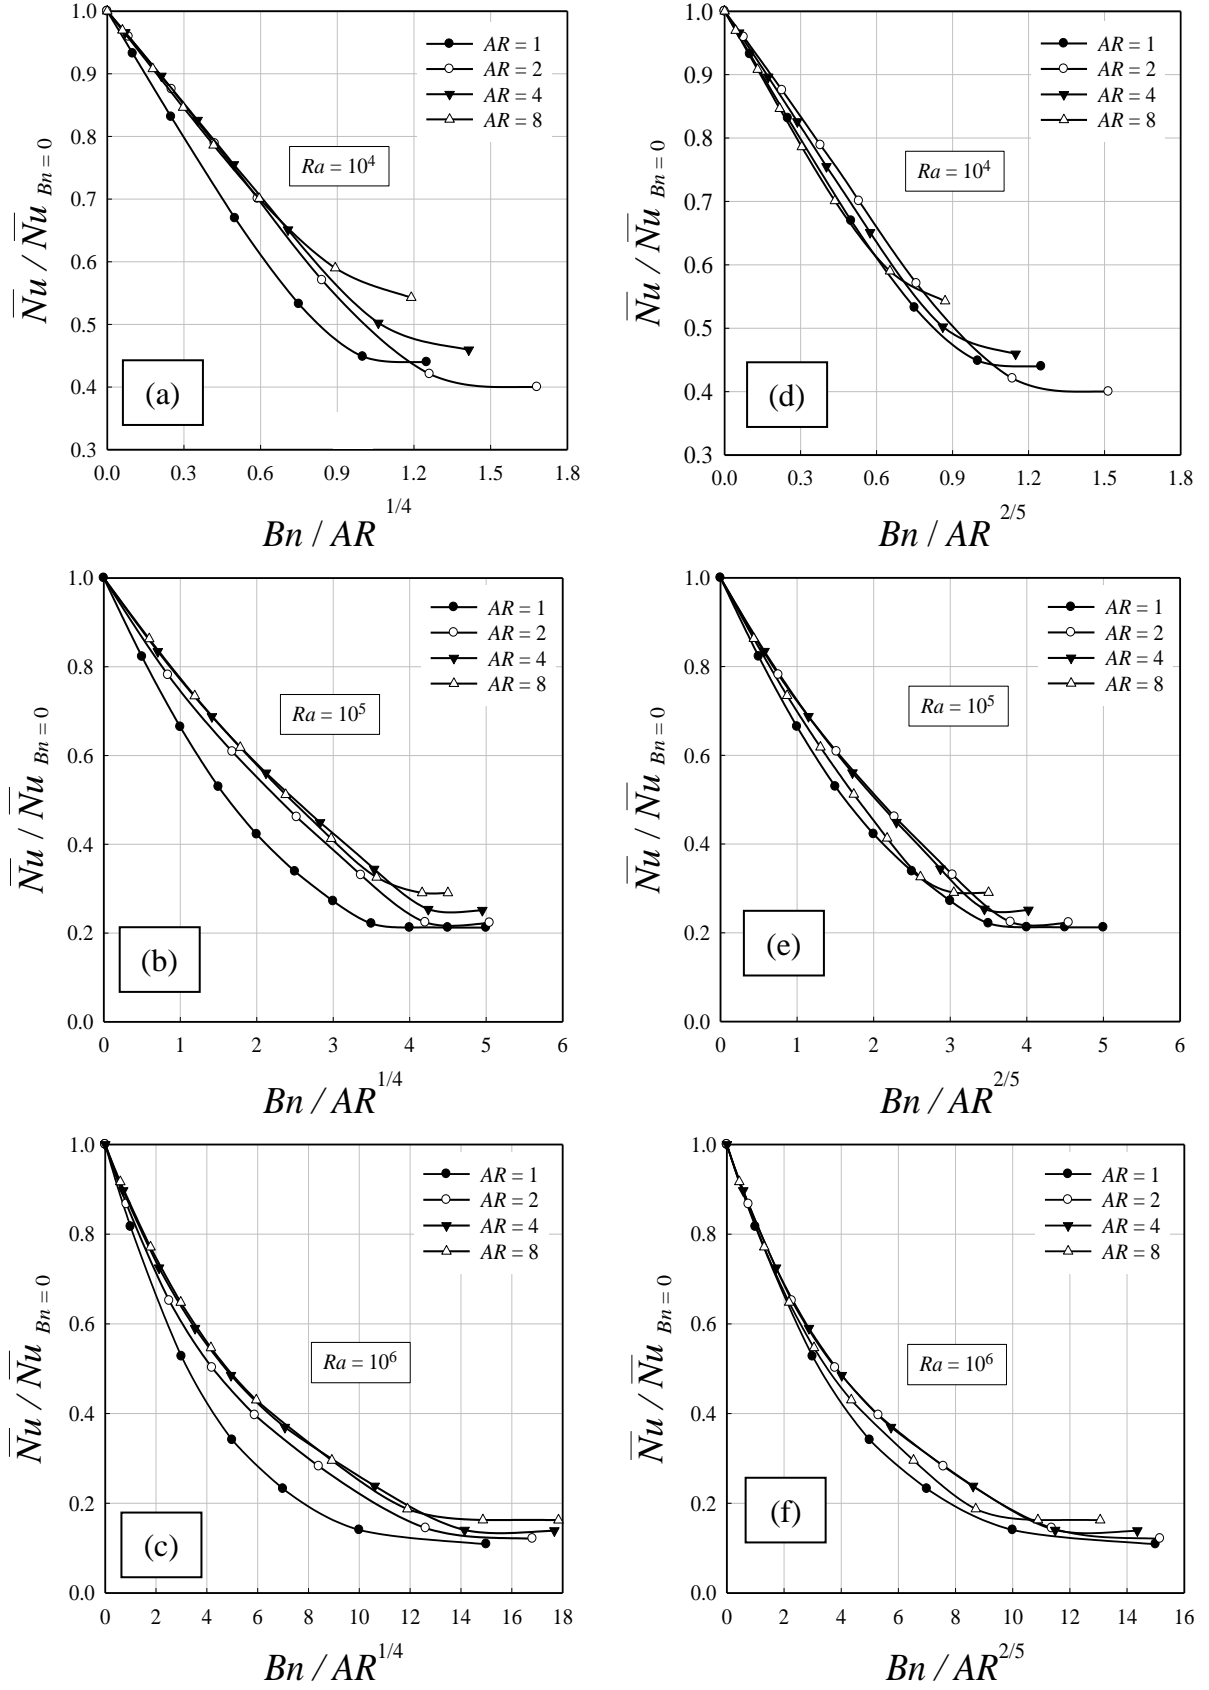 1.0
0.9
0.8
0.7
0.6
0.5
0.4
0.3
0.0 0.3 0.6 0.9 1.2 1.5 1.8
Nu / Nu Bn = 0
Bn / AR 1/4
AR = 1
AR = 2
AR = 4
AR = 8
Ra = 10⁴
(a)
1.0
0.9
0.8
0.7
0.6
0.5
0.4
0.3
0.2
0.0 0.3 0.6 0.9 1.2 1.5 1.8
Nu / Nu Bn = 0
Bn / AR 2/5
AR = 1
AR = 2
AR = 4
AR = 8
Ra = 10⁴
(d)
1.0
0.8
0.6
0.4
0.2
0.0
0 1 2 3 4 5 6
Nu / Nu Bn = 0
Bn / AR 1/4
AR = 1
AR = 2
AR = 4
AR = 8
Ra = 10⁵
(b)
1.0
0.8
0.6
0.4
0.2
0.0
0 1 2 3 4 5 6
Nu / Nu Bn = 0
Bn / AR 2/5
AR = 1
AR = 2
AR = 4
AR = 8
Ra = 10⁵
(e)
1.0
0.8
0.6
0.4
0.2
0.0
0 2 4 6 8 10 12 14 16 18
Nu / Nu Bn = 0
Bn / AR 1/4
AR = 1
AR = 2
AR = 4
AR = 8
Ra = 10⁶
(c)
1.0
0.8
0.6
0.4
0.2
0.0
0 2 4 6 8 10 12 14 16
Nu / Nu Bn = 0
Bn / AR 2/5
AR = 1
AR = 2
AR = 4
AR = 8
Ra = 10⁶
(f)